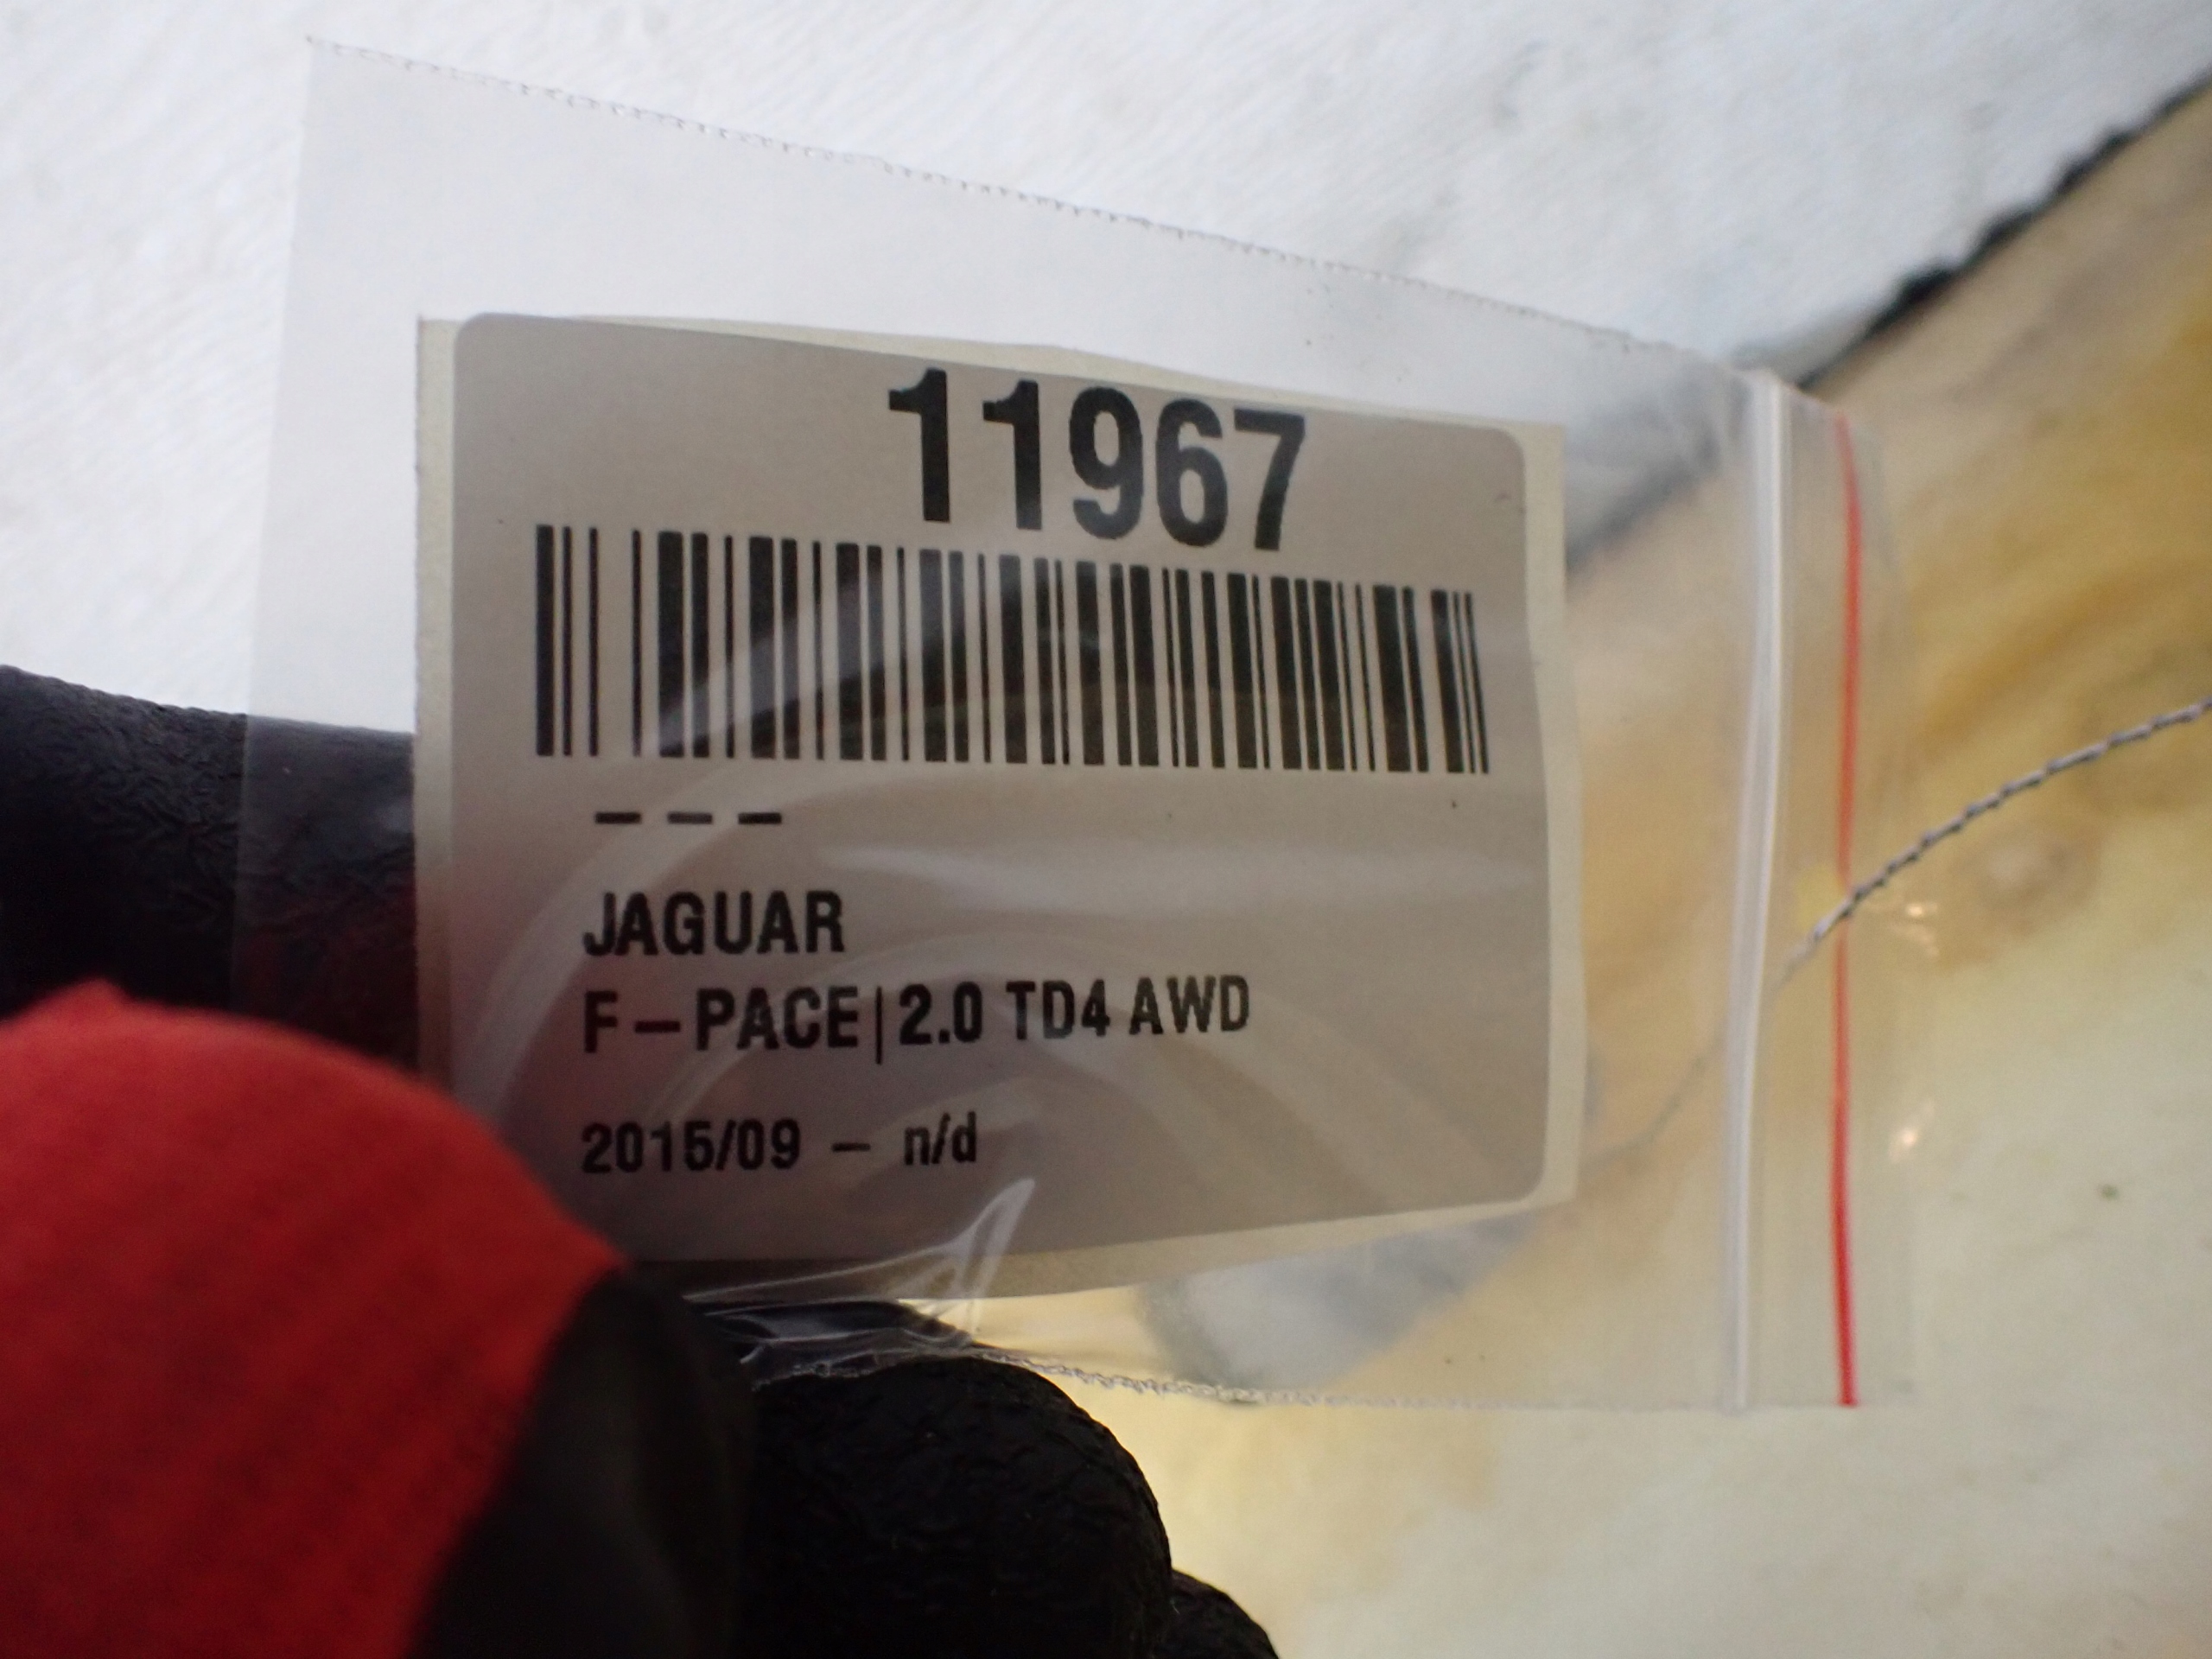 11967
– – –
JAGUAR
F-PACE|2.0 TD4 AWD
2015/09 - n/d